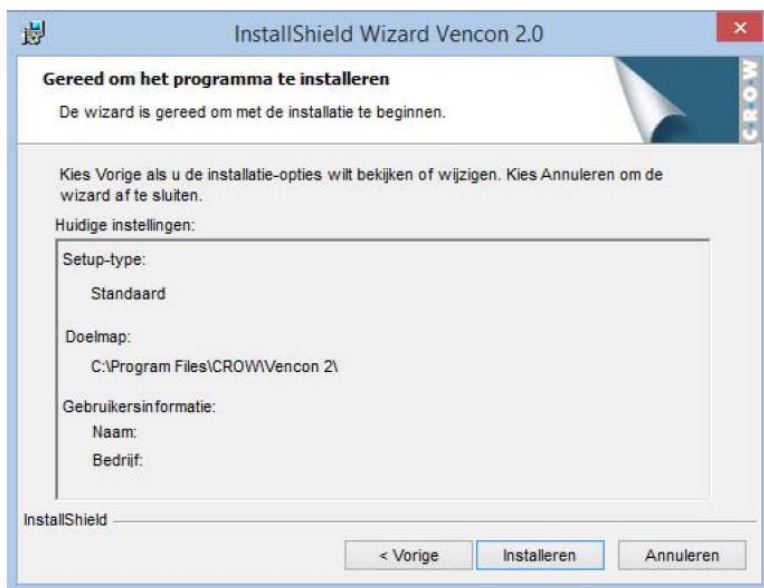 InstallShield Wizard Vencon 2.0
Gereed om het programma te installeren
De wizard is gereed om met de installatie te beginnen.
C·R·O·W
Kies Vorige als u de installatie-opties wilt bekijken of wijzigen. Kies Annuleren om de
wizard af te sluiten.
Huidige instellingen:
Setup-type:
Standaard
Doelmap:
C:\Program Files\CROW\Vencon 2\
Gebruikersinformatie:
Naam:
Bedrijf:
InstallShield
< Vorige
Installeren
Annuleren